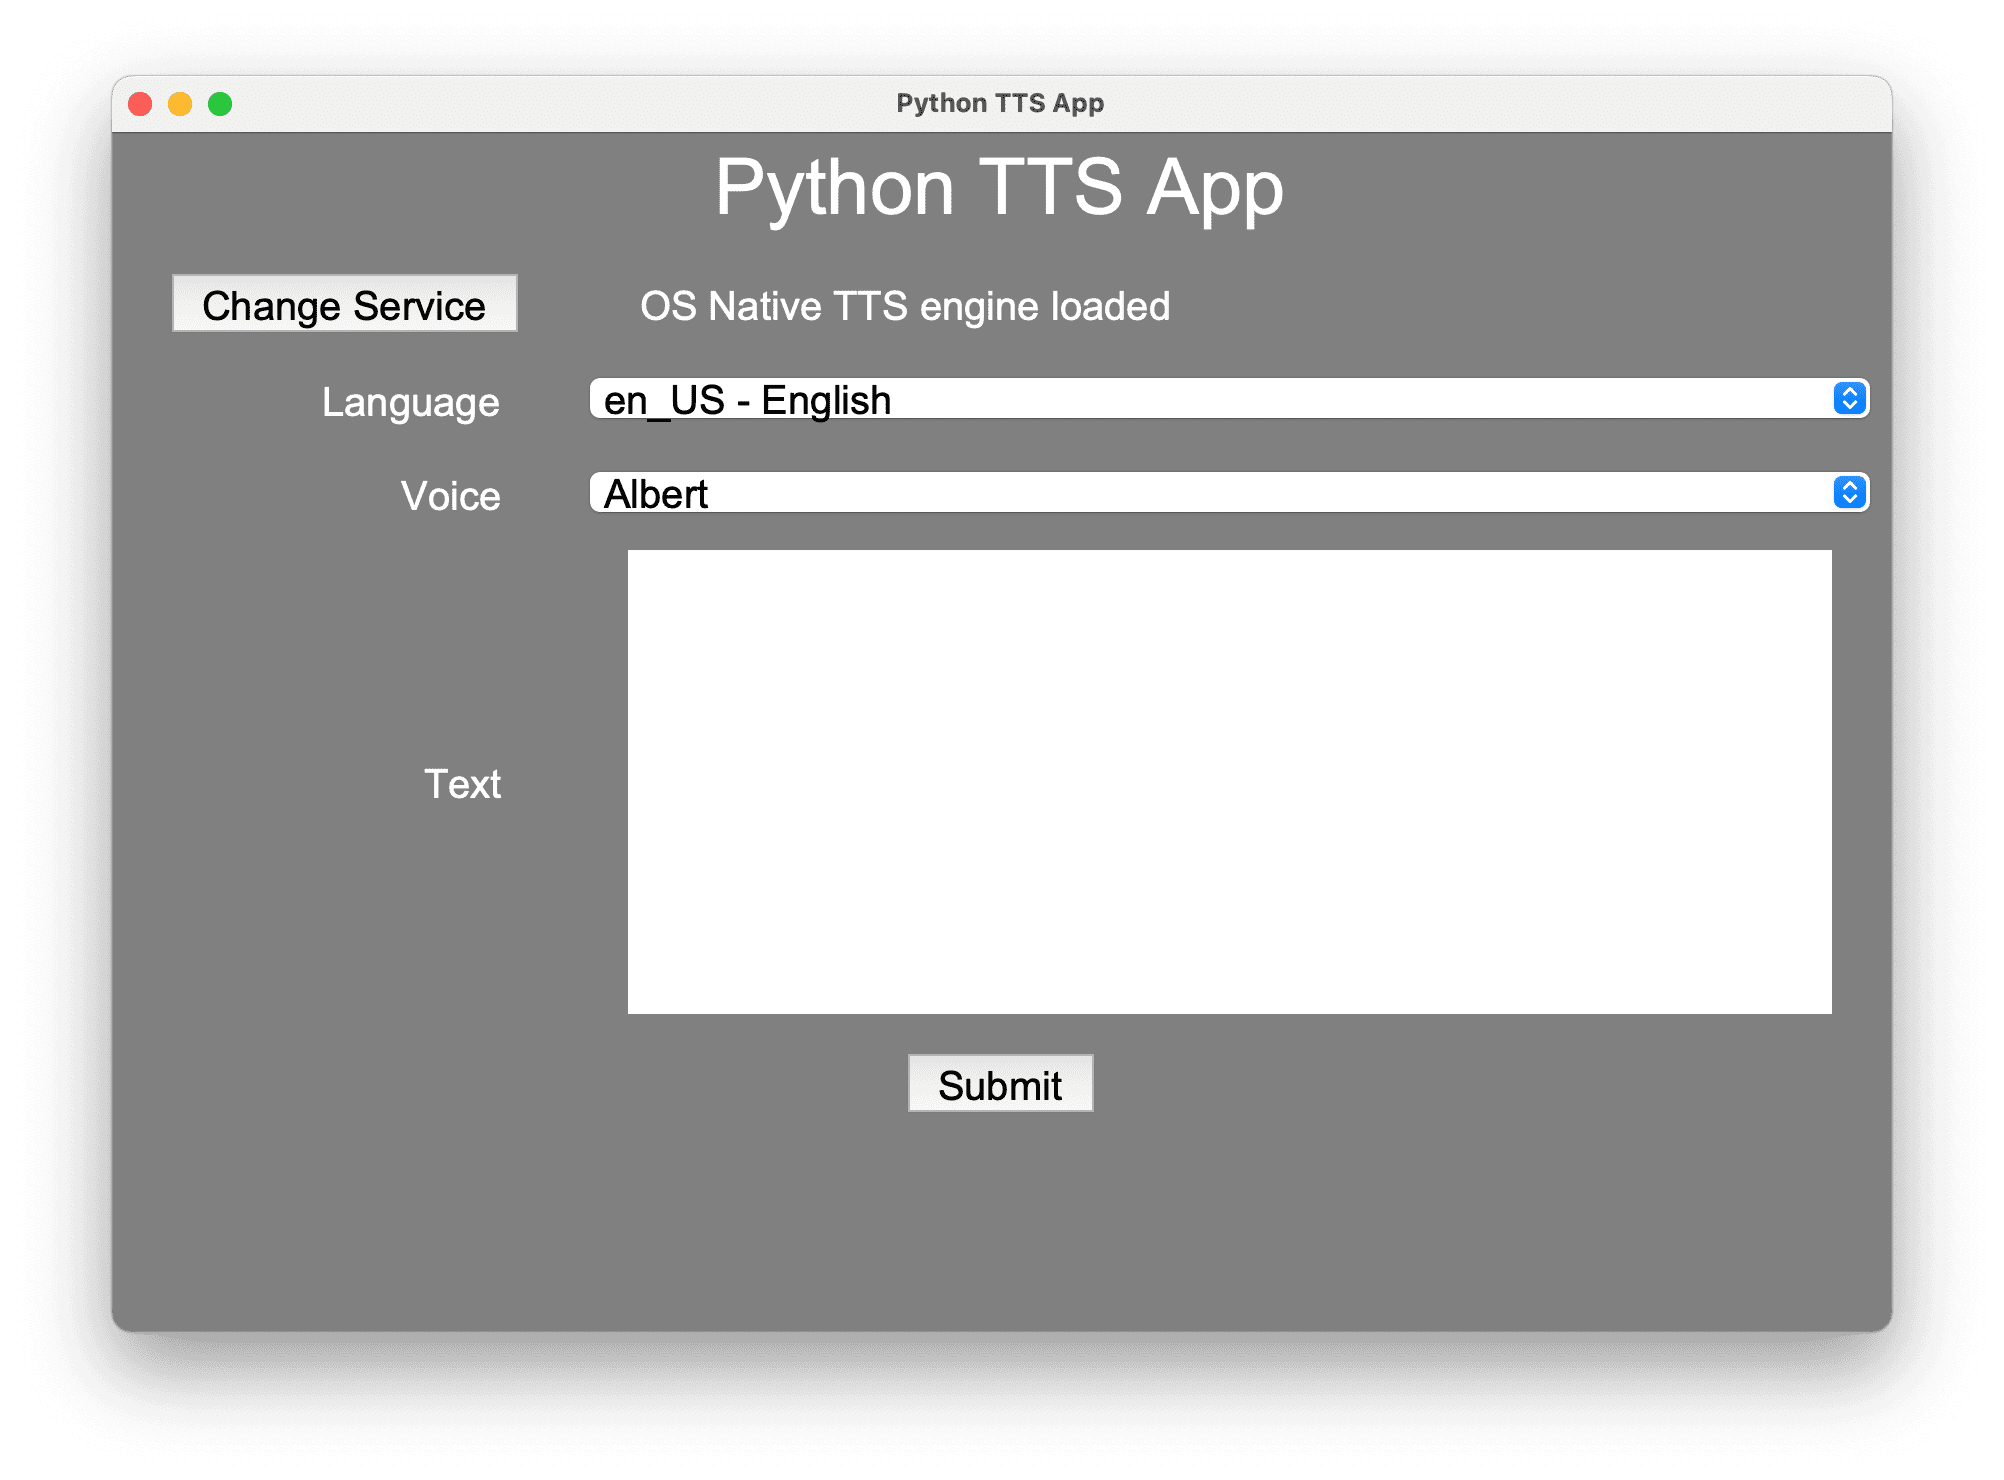 Python TTS App
Python TTS App
Change Service
OS Native TTS engine loaded
Language
en_US - English
Voice
Albert
Text
Submit